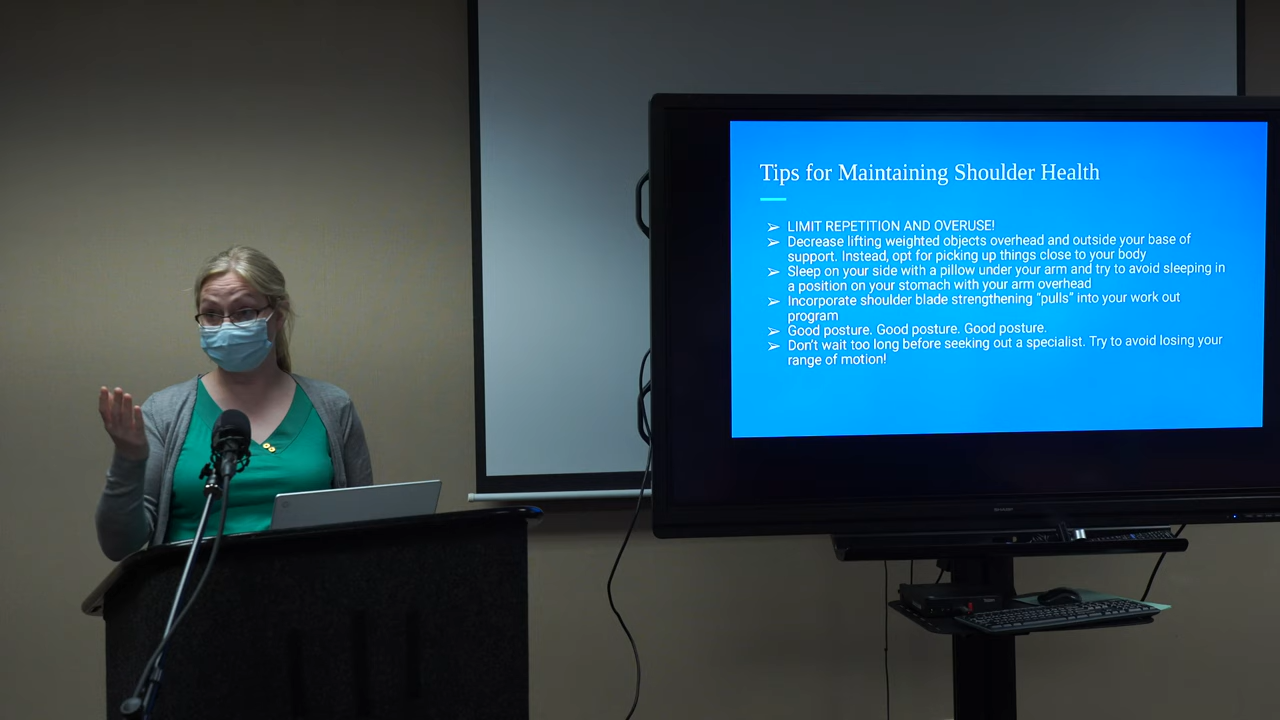 Tips for Maintaining Shoulder Health
➢ LIMIT REPETITION AND OVERUSE!
➢ Decrease lifting weighted objects overhead and outside your base of
support. Instead, opt for picking up things close to your body
➢ Sleep on your side with a pillow under your arm and try to avoid sleeping in
a position on your stomach with your arm overhead
➢ Incorporate shoulder blade strengthening “pulls” into your work out
program
➢ Good posture. Good posture. Good posture.
➢ Don't wait too long before seeking out a specialist. Try to avoid losing your
range of motion!
SHARP